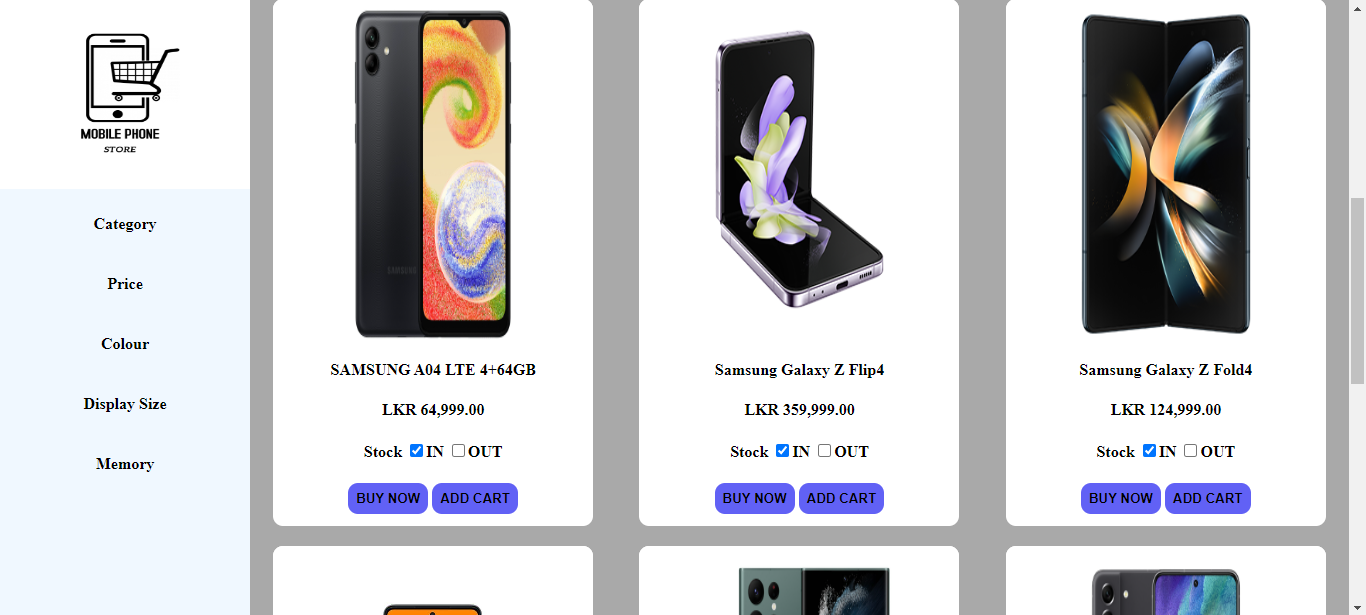 MOBILE PHONE
STORE
Category
Price
Colour
Display Size
Memory
SAMSUNG
SAMSUNG A04 LTE 4+64GB
LKR 64,999.00
Stock IN OUT
BUY NOW ADD CART
Samsung Galaxy Z Flip4
LKR 359,999.00
Stock IN OUT
BUY NOW ADD CART
Samsung Galaxy Z Fold4
LKR 124,999.00
Stock IN OUT
BUY NOW ADD CART